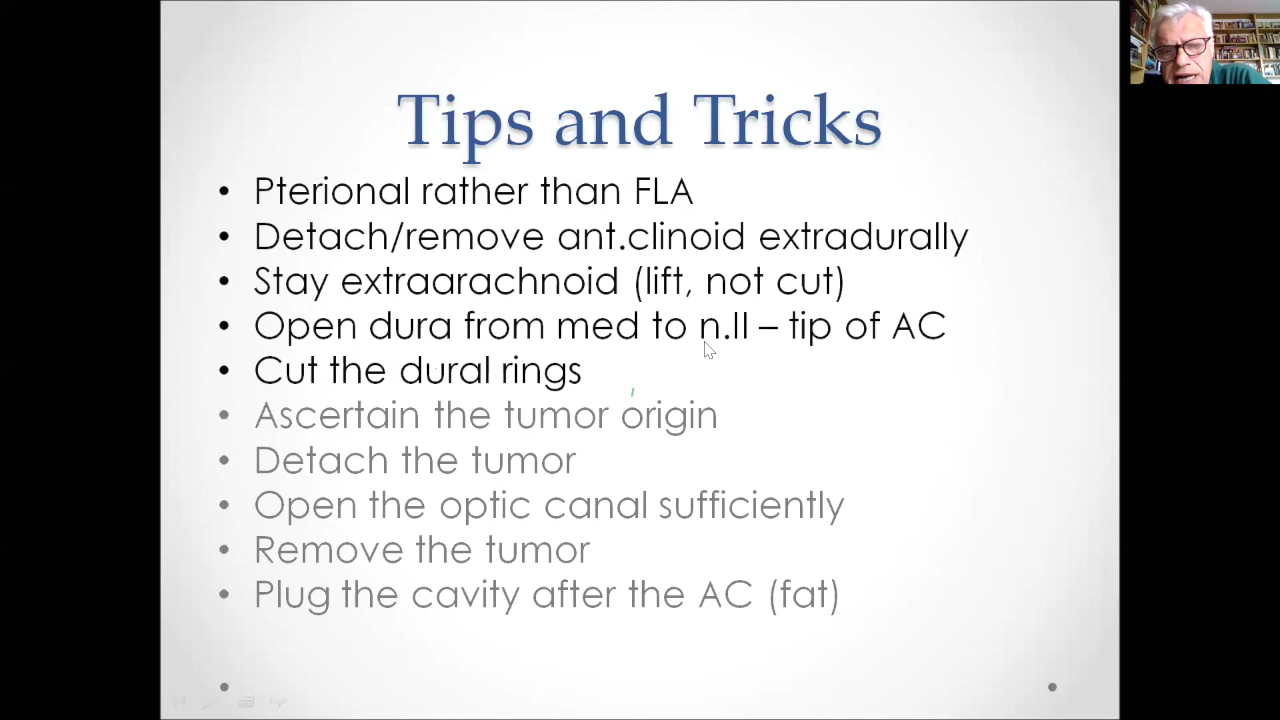 Tips and Tricks
• Pterional rather than FLA
• Detach/remove ant.clinoid extradurally
• Stay extraarachnoid (lift, not cut)
• Open dura from med to n.II – tip of AC
• Cut the dural rings
• Ascertain the tumor origin
• Detach the tumor
• Open the optic canal sufficiently
• Remove the tumor
• Plug the cavity after the AC (fat)